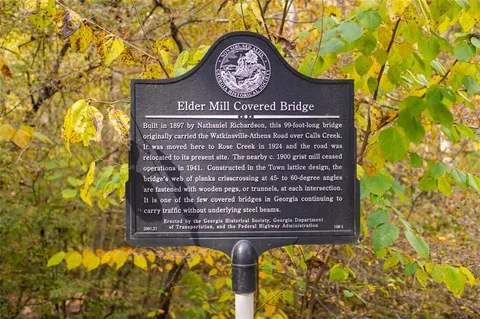 Elder Mill Covered Bridge
Built in 1897 by Nathaniel Richardson, this 99-foot-long bridge
originally carried the Watkinsville-Athens Road over Calls Creek.
It was moved here to Rose Creek in 1924 and the road was
relocated to its present site. The nearby c. 1900 grist mill ceased
operations in 1941. Constructed in the Town lattice design, the
bridge's web of planks crisscrossing at 45- to 60-degree angles
are fastened with wooden pegs, or trunnels, at each intersection.
It is one of few covered bridges in Georgia continuing to
carry traffic without underlying steel beams.
Erected by the Georgia Historical Society, Georgia Department
of Transportation, and the Federal Highway Administration